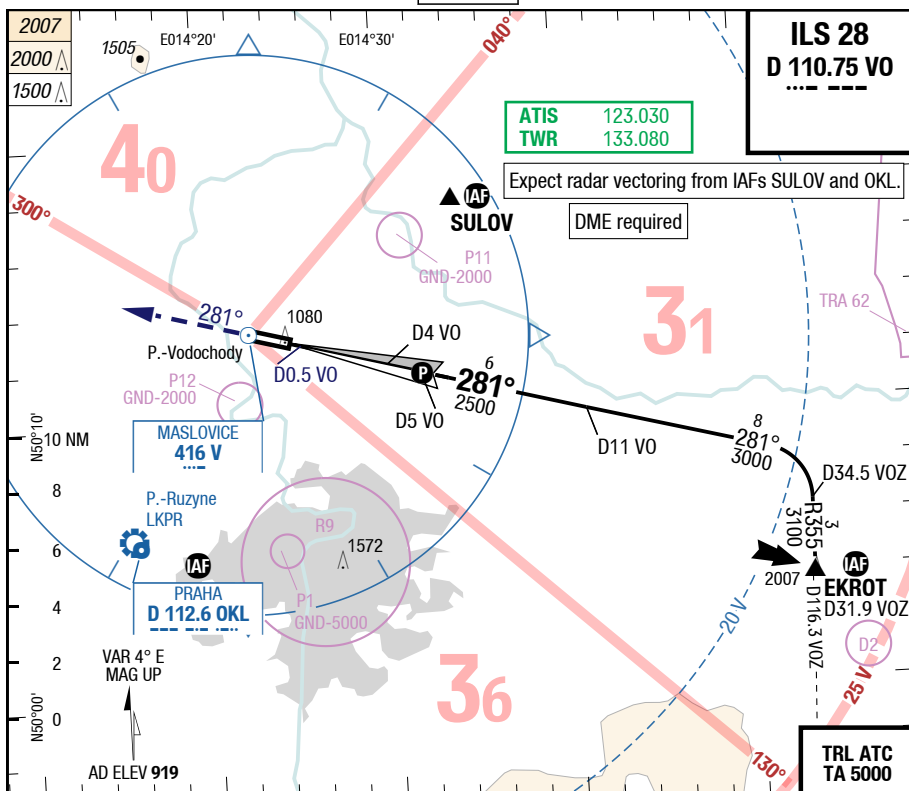 2007
2000
1500
1505
E014°20'
E014°30'
040°
ILS 28
D 110.75 VO
ATIS 123.030
TWR 133.080
Expect radar vectoring from IAFs SULOV and OKL.
DME required
40
300°
IAF
SULOV
P11
GND-2000
31
TRA 62
281°
1080
P.-Vodochody
D0.5 VO
D4 VO
P
D5 VO
6
281°
2500
P12
GND-2000
D11 VO
8
281°
3000
D34.5 VOZ
3
R355
3100
N50°10'
10 NM
8
6
4
2
0
MASLOVICE
416 V
P.-Ruzyne
LKPR
IAF
R9
1572
P1
GND-5000
PRAHA
D 112.6 OKL
2007
IAF
EKROT
D31.9 VOZ
D116.3 VOZ
20 V
D2
25 V
VAR 4° E
MAG UP
36
N50°00'
130°
AD ELEV 919
TRL ATC
TA 5000